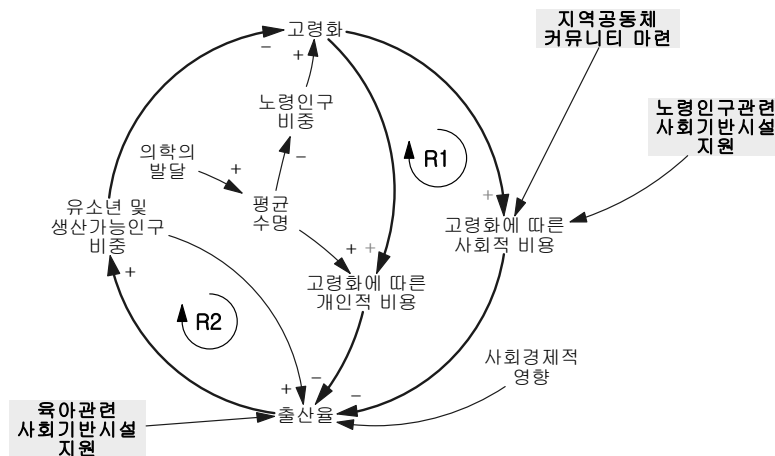 지역공동체
커뮤니티 마련
고령화
−
+
노령인구
비중
노령인구관련
사회기반시설
지원
의학의
발달
+
−
R1
평균
수명
+
유소년 및
생산가능인구
비중
고령화에 따른
사회적 비용
+ +
+
고령화에 따른
개인적 비용
R2
사회경제적
영향
+
−
−
출산율
육아관련
사회기반시설
지원